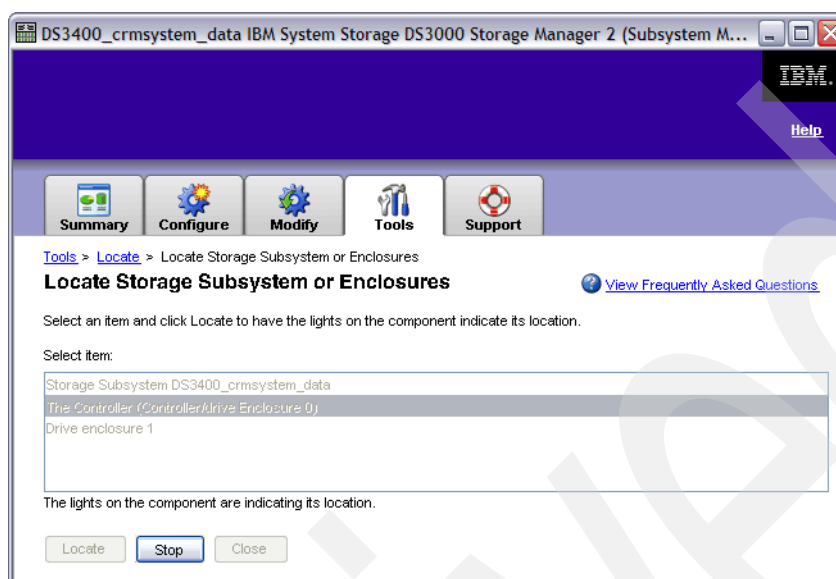 DS3400_crmsystem_data IBM System Storage DS3000 Storage Manager 2 (Subsystem M...
IBM.
Help
Summary
Configure
Modify
Tools
Support
Tools > Locate > Locate Storage Subsystem or Enclosures
Locate Storage Subsystem or Enclosures
View Frequently Asked Questions
Select an item and click Locate to have the lights on the component indicate its location.
Select item:
Storage Subsystem DS3400_crmsystem_data
The Controller (Controller/drive Enclosure 0)
Drive enclosure 1
The lights on the component are indicating its location.
Locate
Stop
Close